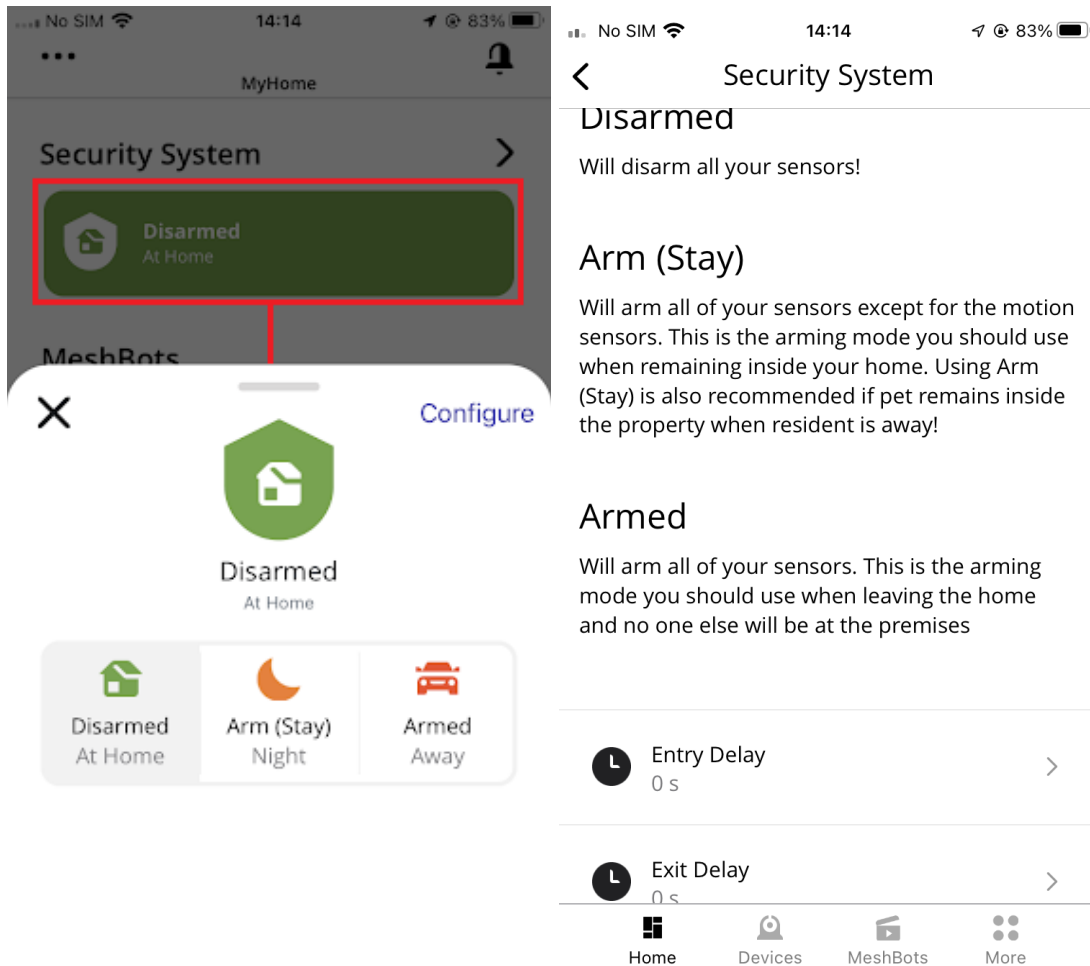 No SIM
14:14
83%
MyHome
Security System
Disarmed
At Home
MeshBots
Configure
Disarmed
At Home
Disarmed
At Home
Arm (Stay)
Night
Armed
Away
No SIM
14:14
83%
Security System
Disarmed
Will disarm all your sensors!
Arm (Stay)
Will arm all of your sensors except for the motion
sensors. This is the arming mode you should use
when remaining inside your home. Using Arm
(Stay) is also recommended if pet remains inside
the property when resident is away!
Armed
Will arm all of your sensors. This is the arming
mode you should use when leaving the home
and no one else will be at the premises
Entry Delay
0 s
Exit Delay
0 s
Home
Devices
MeshBots
More